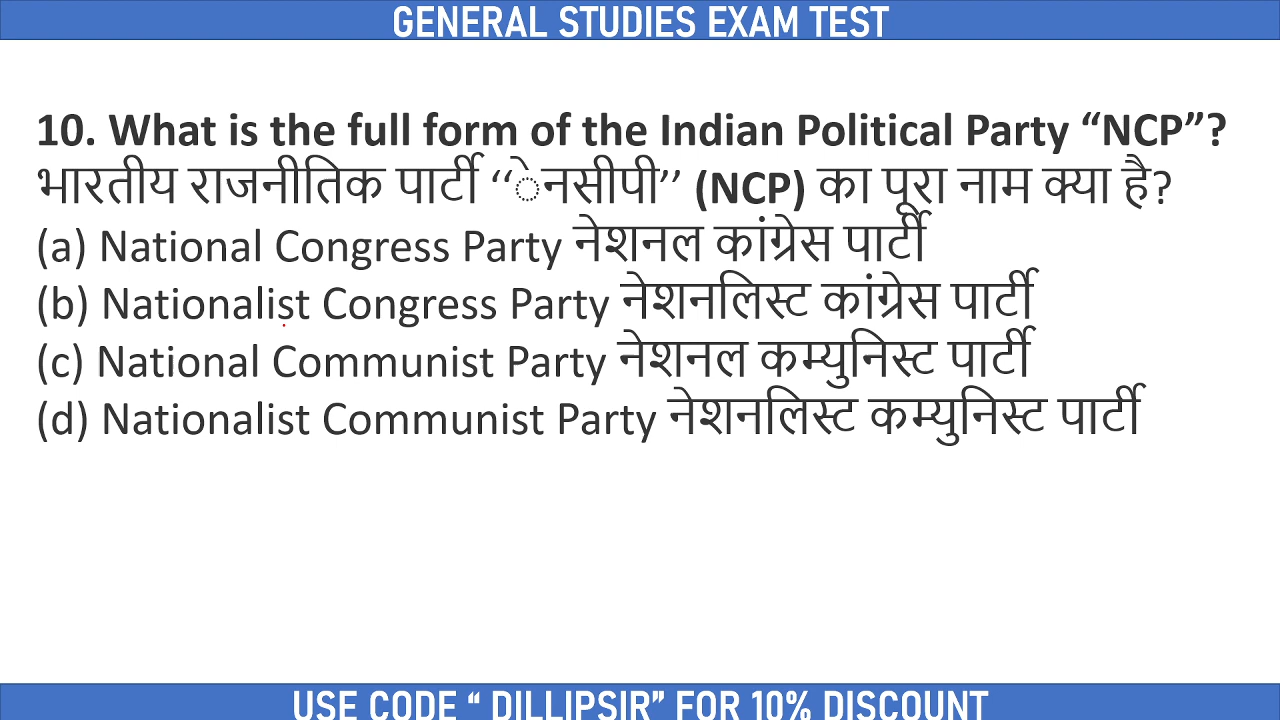 GENERAL STUDIES EXAM TEST
10. What is the full form of the Indian Political Party “NCP”?
भारतीय राजनीतिक पार्टी ‘‘ेनसीपी’’ (NCP) का पूरा नाम क्या है?
(a) National Congress Party नेशनल कांग्रेस पार्टी
(b) Nationalist Congress Party नेशनलिस्ट कांग्रेस पार्टी
(c) National Communist Party नेशनल कम्युनिस्ट पार्टी
(d) Nationalist Communist Party नेशनलिस्ट कम्युनिस्ट पार्टी
USE CODE “ DILLIPSIR” FOR 10% DISCOUNT